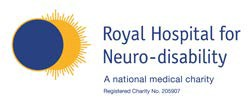 Royal Hospital for
Neuro-disability
A national medical charity
Registered Charity No. 205907